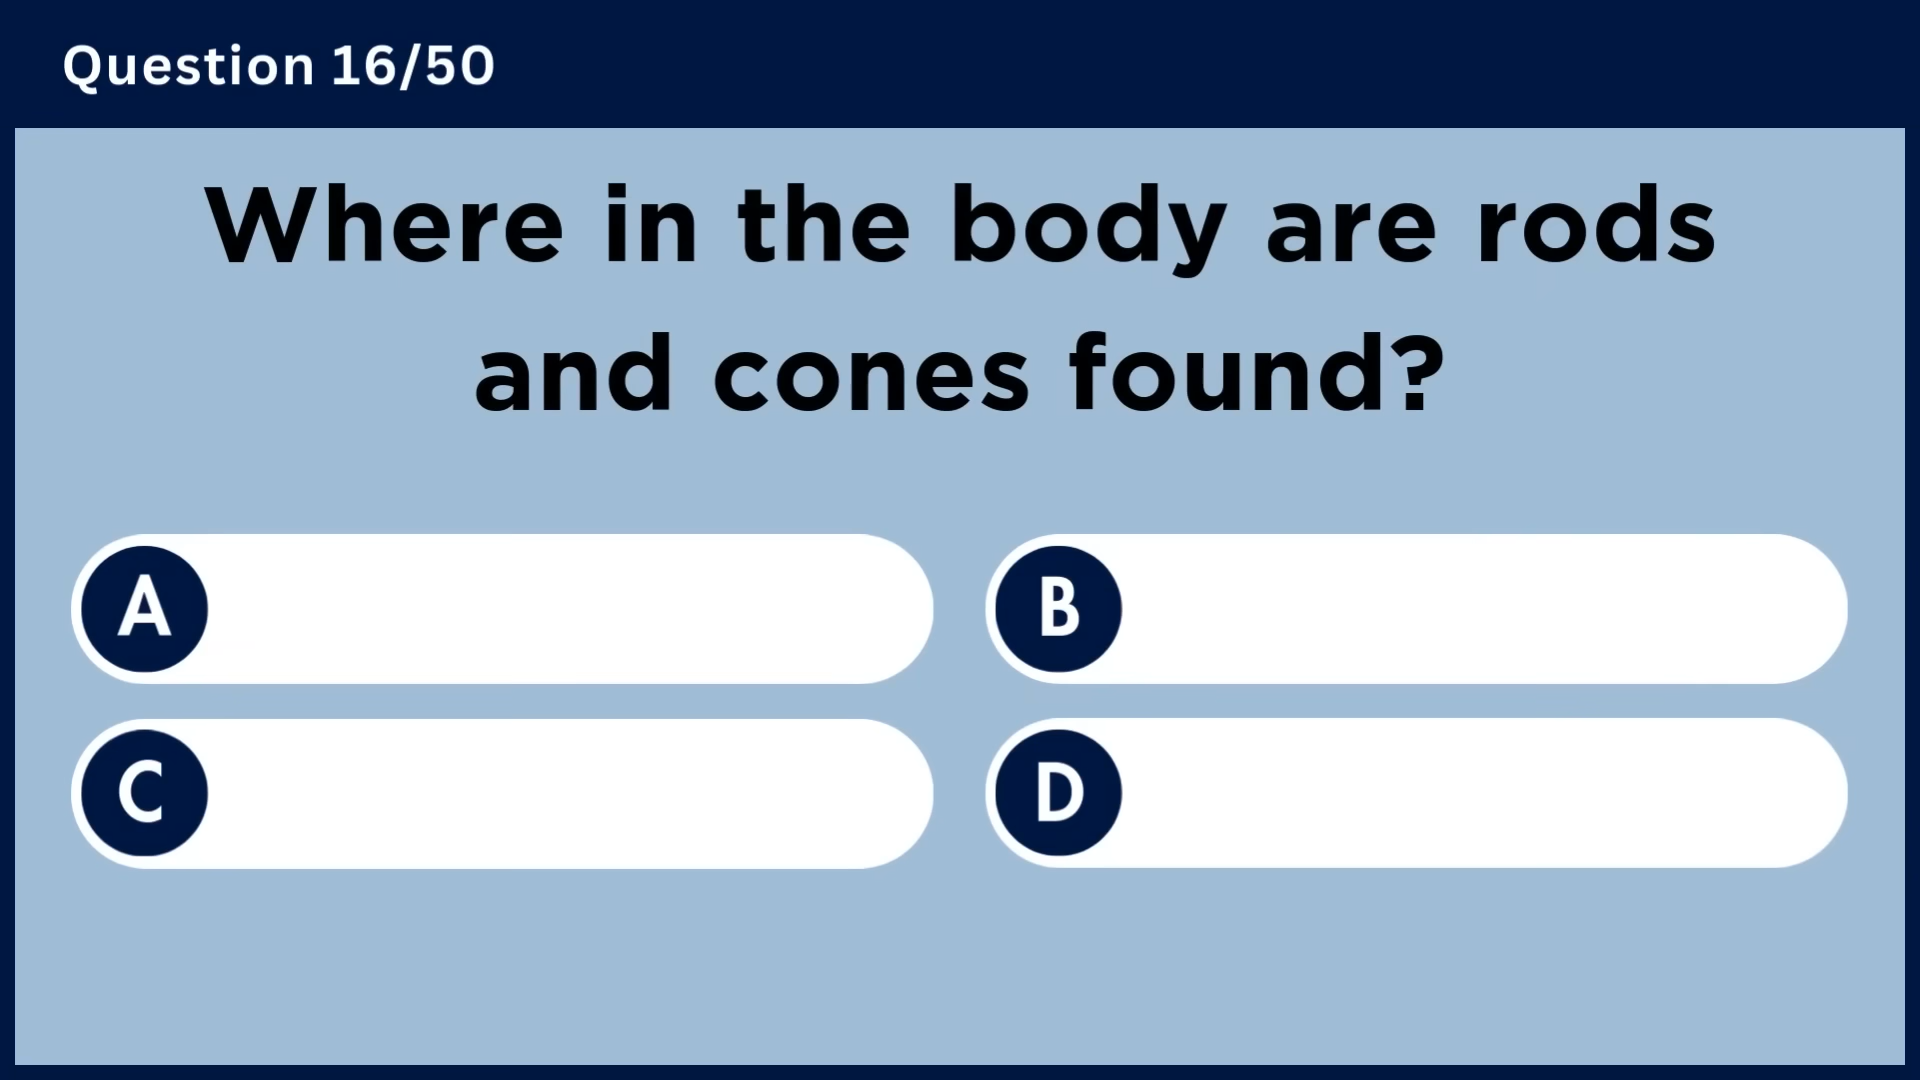 Question 16/50
Where in the body are rods
and cones found?
A
B
C
D